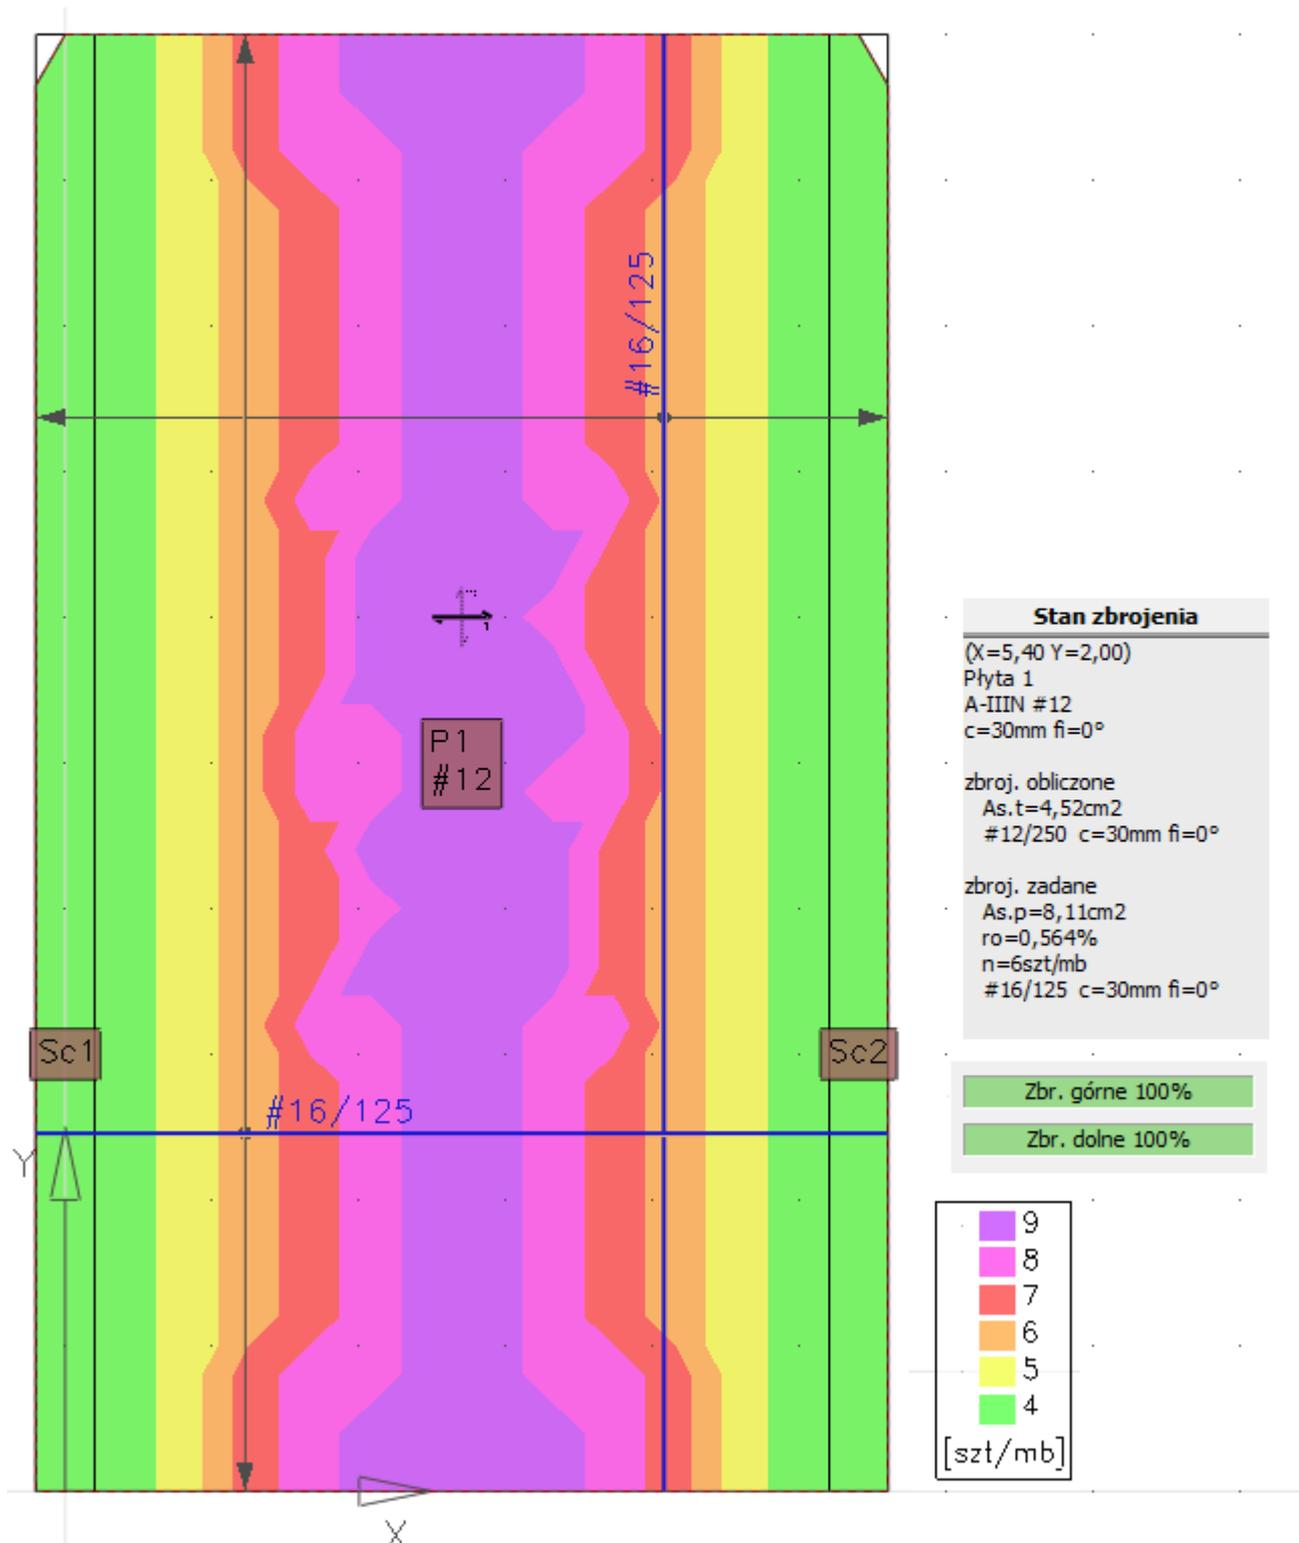 #16/125
Stan zbrojenia
(X=5,40 Y=2,00)
Płyta 1
A-IIIN #12
c=30mm fi=0°
zbroj. obliczone
As.t=4,52cm2
#12/250 c=30mm fi=0°
zbroj. zadane
As.p=8,11cm2
ro=0,564%
n=6szt/mb
#16/125 c=30mm fi=0°
P1
#12
Sc1
Sc2
#16/125
Zbr. górne 100%
Zbr. dolne 100%
Y
9
8
7
6
5
4
[szt/mb]
X